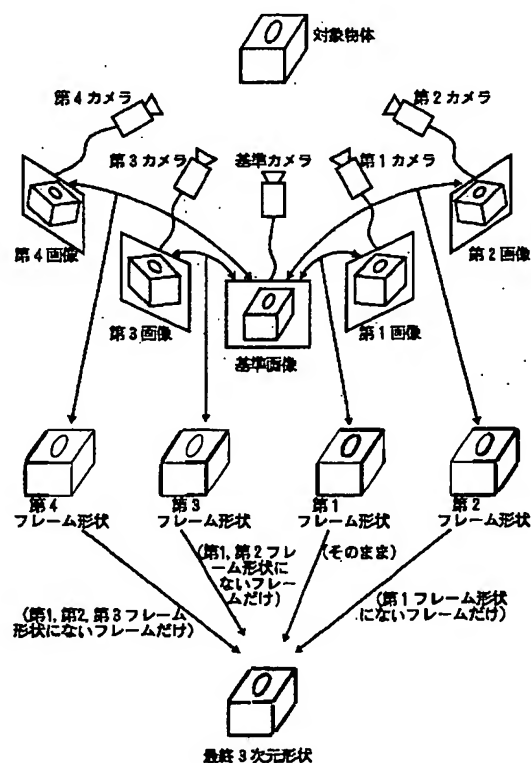 対象物体
第4カメラ
第2カメラ
第3カメラ
基準カメラ
第1カメラ
第4画像
第2画像
第3画像
第1画像
基準画像
第4
フレーム形状
第3
フレーム形状
第1
フレーム形状
第2
フレーム形状
(第1,第2フレ
ーム形状に
ないフレー
ムだけ)
(そのまま)
(第1,第2,第3フレーム
形状にないフレームだけ)
(第1フレーム形状
にないフレームだけ)
最終3次元形状